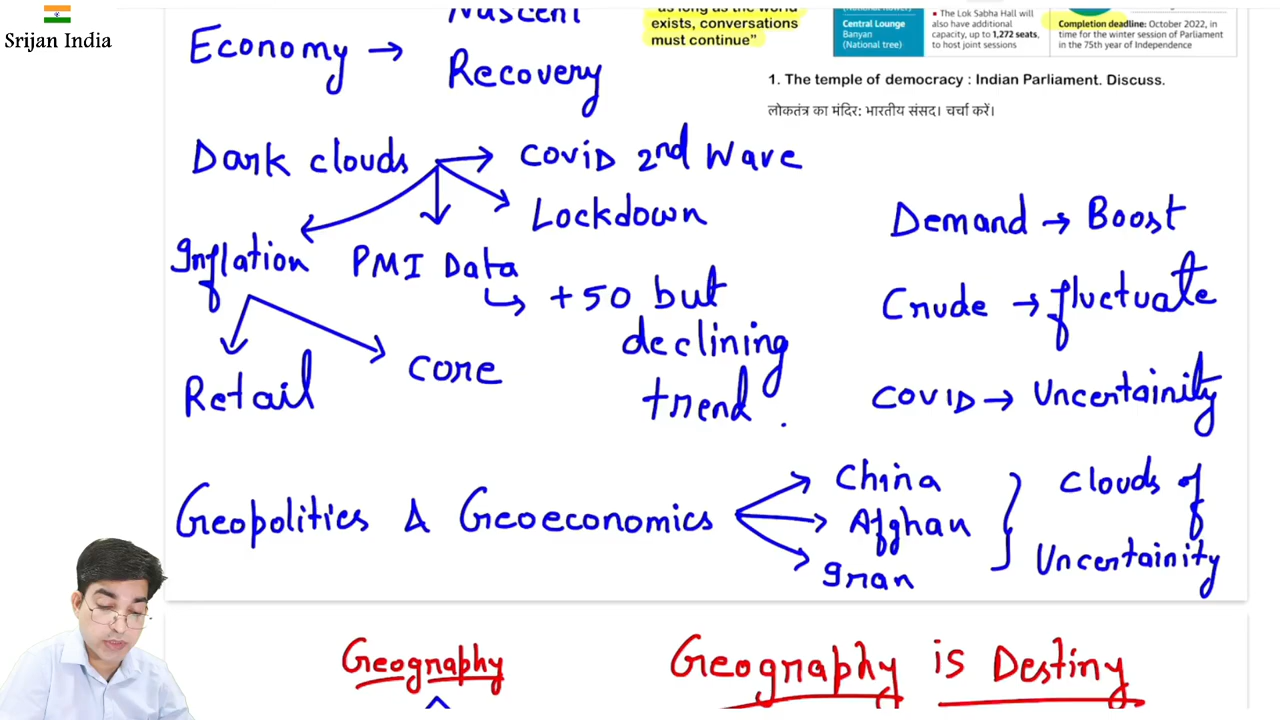 Srijan India
Economy → Nascent
Recovery
as long as the world
exists, conversations
must continue"
Central Lounge
Banyan
(National tree)
▪ The Lok Sabha Hall will
also have additional
capacity, up to 1,272 seats,
to host joint sessions
Completion deadline: October 2022, in
time for the winter session of Parliament
in the 75th year of Independence
1. The temple of democracy : Indian Parliament. Discuss.
लोकतंत्र का मंदिर: भारतीय संसद। चर्चा करें।
Dark clouds → Covid 2nd Wave
Lockdown
Inflation
PMI Data
↳ +50 but
declining
trend.
Retail
Core
Demand → Boost
Crude → fluctuate
COVID → Uncertainity
Geopolitics & Geoeconomics
China
Afghan
Iran
Clouds of
Uncertainity
Geography
Geography is Destiny